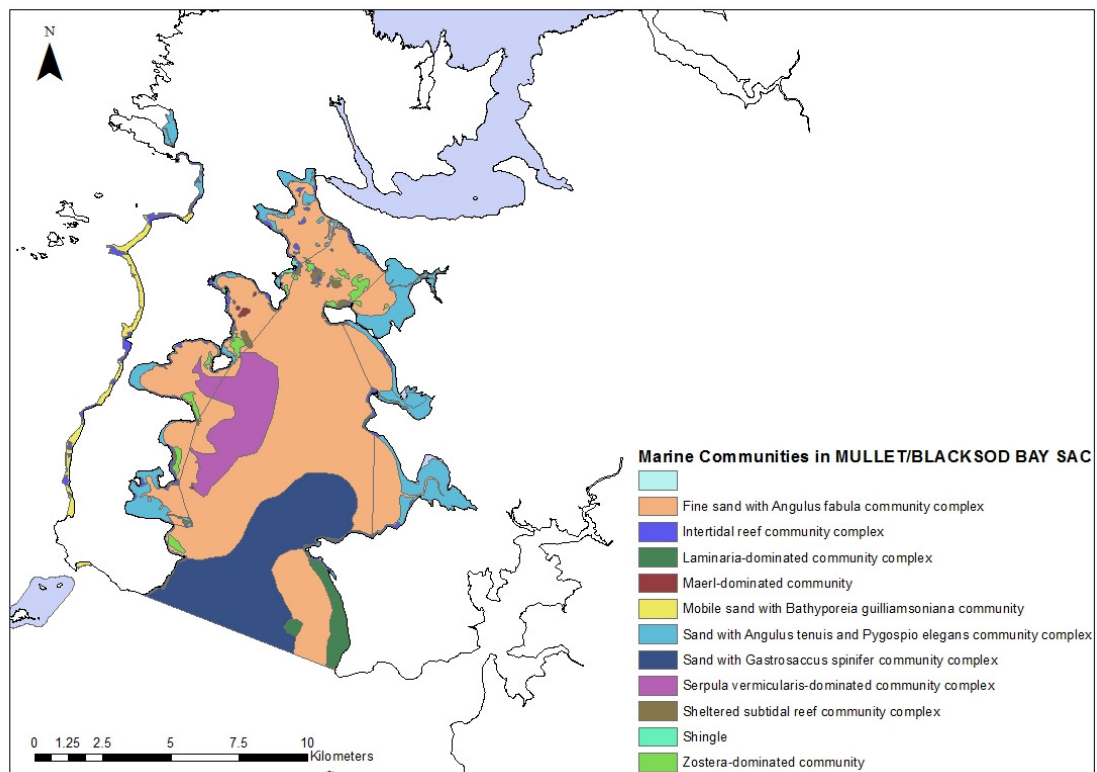 N
Marine Communities in MULLET/BLACKSOD BAY SAC
Fine sand with Angulus fabula community complex
Intertidal reef community complex
Laminaria-dominated community complex
Maerl-dominated community
Mobile sand with Bathyporeia guilliamsoniana community
Sand with Angulus tenuis and Pygospio elegans community complex
Sand with Gastrosaccus spinifer community complex
Serpula vermicularis-dominated community complex
Sheltered subtidal reef community complex
Shingle
Zostera-dominated community
0 1.25 2.5 5 7.5 10
Kilometers